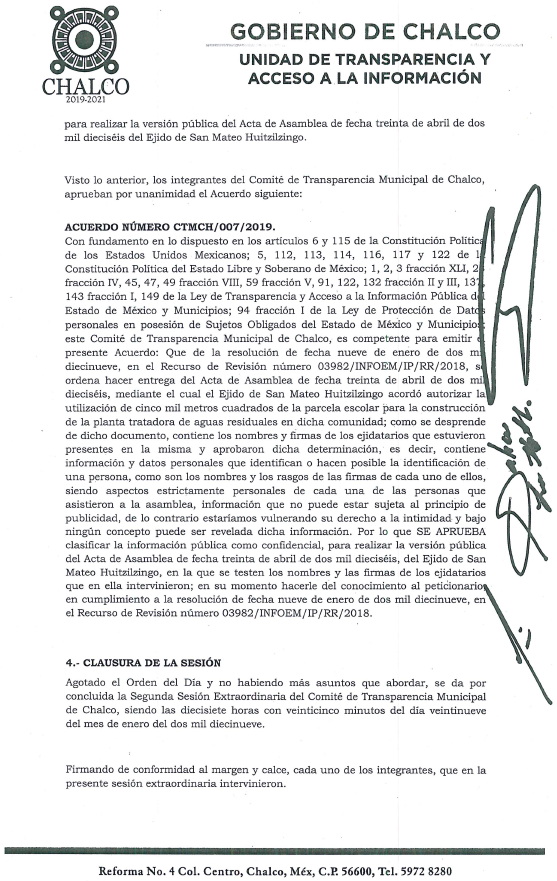 GOBIERNO DE CHALCO
UNIDAD DE TRANSPARENCIA Y
ACCESO A LA INFORMACIÓN
CHALCO
2019-2021
para realizar la versión pública del Acta de Asamblea de fecha treinta de abril de dos
mil dieciséis del Ejido de San Mateo Huitzilzingo.
Visto lo anterior, los integrantes del Comité de Transparencia Municipal de Chalco,
aprueban por unanimidad el Acuerdo siguiente:
ACUERDO NÚMERO CTMCH/007/2019.
Con fundamento en lo dispuesto en los artículos 6 y 115 de la Constitución Política
de los Estados Unidos Mexicanos; 5, 112, 113, 114, 116, 117 y 122 de la
Constitución Política del Estado Libre y Soberano de México; 1, 2, 3 fracción XLI, 2
fracción IV, 45, 47, 49 fracción VIII, 59 fracción V, 91, 122, 132 fracción II y III, 137,
143 fracción I, 149 de la Ley de Transparencia y Acceso a la Información Pública del
Estado de México y Municipios; 94 fracción I de la Ley de Protección de Datos
personales en posesión de Sujetos Obligados del Estado de México y Municipios;
este Comité de Transparencia Municipal de Chalco, es competente para emitir e
presente Acuerdo: Que de la resolución de fecha nueve de enero de dos mi
diecinueve, en el Recurso de Revisión número 03982/INFOEM/IP/RR/2018, se
ordena hacer entrega del Acta de Asamblea de fecha treinta de abril de dos mil
dieciséis, mediante el cual el Ejido de San Mateo Huitzilzingo acordó autorizar la
utilización de cinco mil metros cuadrados de la parcela escolar para la construcción
de la planta tratadora de aguas residuales en dicha comunidad; como se desprende
de dicho documento, contiene los nombres y firmas de los ejidatarios que estuvieron
presentes en la misma y aprobaron dicha determinación, es decir, contiene
información y datos personales que identifican o hacen posible la identificación de
una persona, como son los nombres y los rasgos de las firmas de cada uno de ellos,
siendo aspectos estrictamente personales de cada una de las personas que
asistieron a la asamblea, información que no puede estar sujeta al principio de
publicidad, de lo contrario estaríamos vulnerando su derecho a la intimidad y bajo
ningún concepto puede ser revelada dicha información. Por lo que SE APRUEBA
clasificar la información pública como confidencial, para realizar la versión pública
del Acta de Asamblea de fecha treinta de abril de dos mil dieciséis, del Ejido de San
Mateo Huitzilzingo, en la que se testen los nombres y las firmas de los ejidatarios
que en ella intervinieron; en su momento hacerle del conocimiento al peticionario
en cumplimiento a la resolución de fecha nueve de enero de dos mil diecinueve, en
el Recurso de Revisión número 03982/INFOEM/IP/RR/2018.
4.- CLAUSURA DE LA SESIÓN
Agotado el Orden del Día y no habiendo más asuntos que abordar, se da por
concluida la Segunda Sesión Extraordinaria del Comité de Transparencia Municipal
de Chalco, siendo las diecisiete horas con veinticinco minutos del día veintinueve
del mes de enero del dos mil diecinueve.
Firmando de conformidad al margen y calce, cada uno de los integrantes, que en la
presente sesión extraordinaria intervinieron.
Reforma No. 4 Col. Centro, Chalco, Méx, C.P. 56600, Tel. 5972 8280